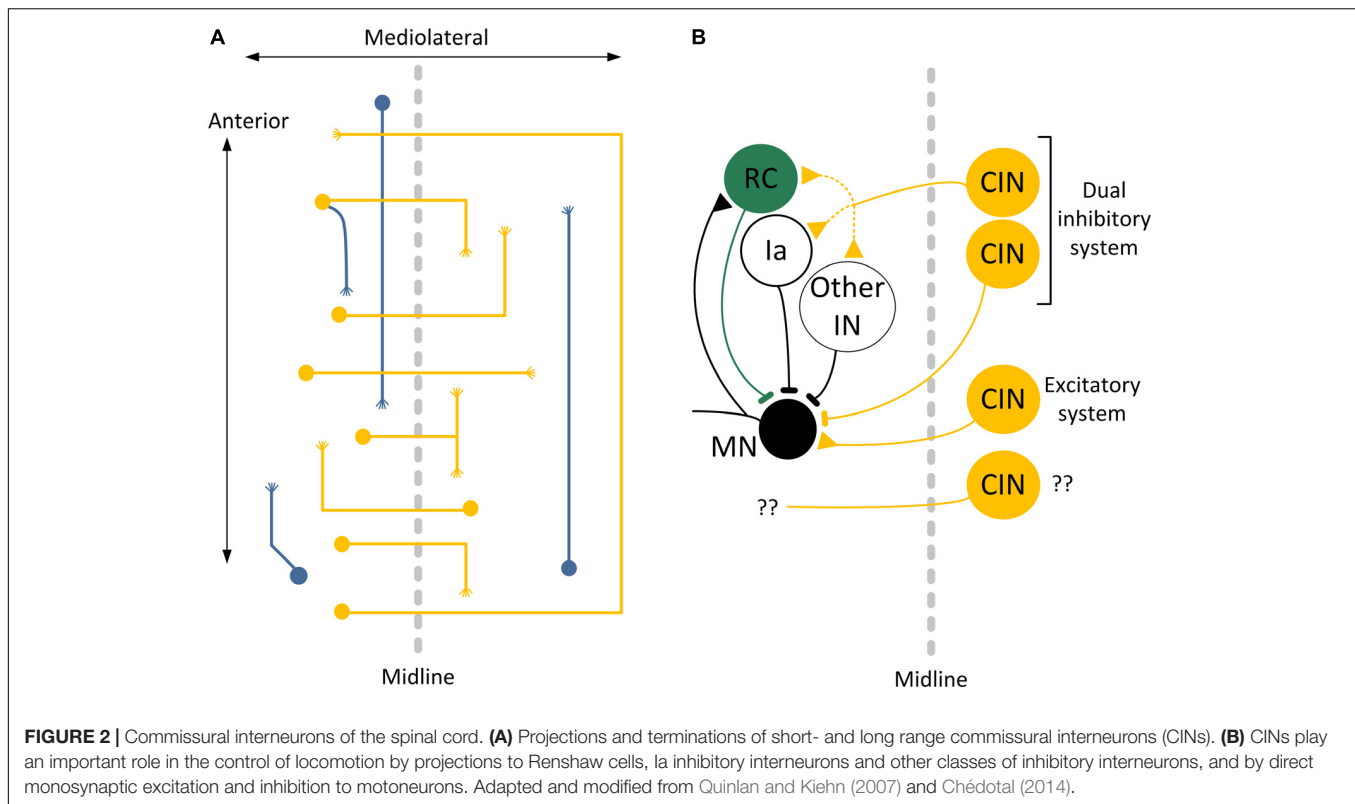 A
Mediolateral
Anterior
Midline
B
RC
Ia
Other
IN
MN
??
CIN
CIN
Dual
inhibitory
system
CIN
Excitatory
system
CIN
??
Midline
FIGURE 2 | Commissural interneurons of the spinal cord. (A) Projections and terminations of short- and long range commissural interneurons (CINs). (B) CINs play
an important role in the control of locomotion by projections to Renshaw cells, Ia inhibitory interneurons and other classes of inhibitory interneurons, and by direct
monosynaptic excitation and inhibition to motoneurons. Adapted and modified from Quinlan and Kiehn (2007) and Chédotal (2014).